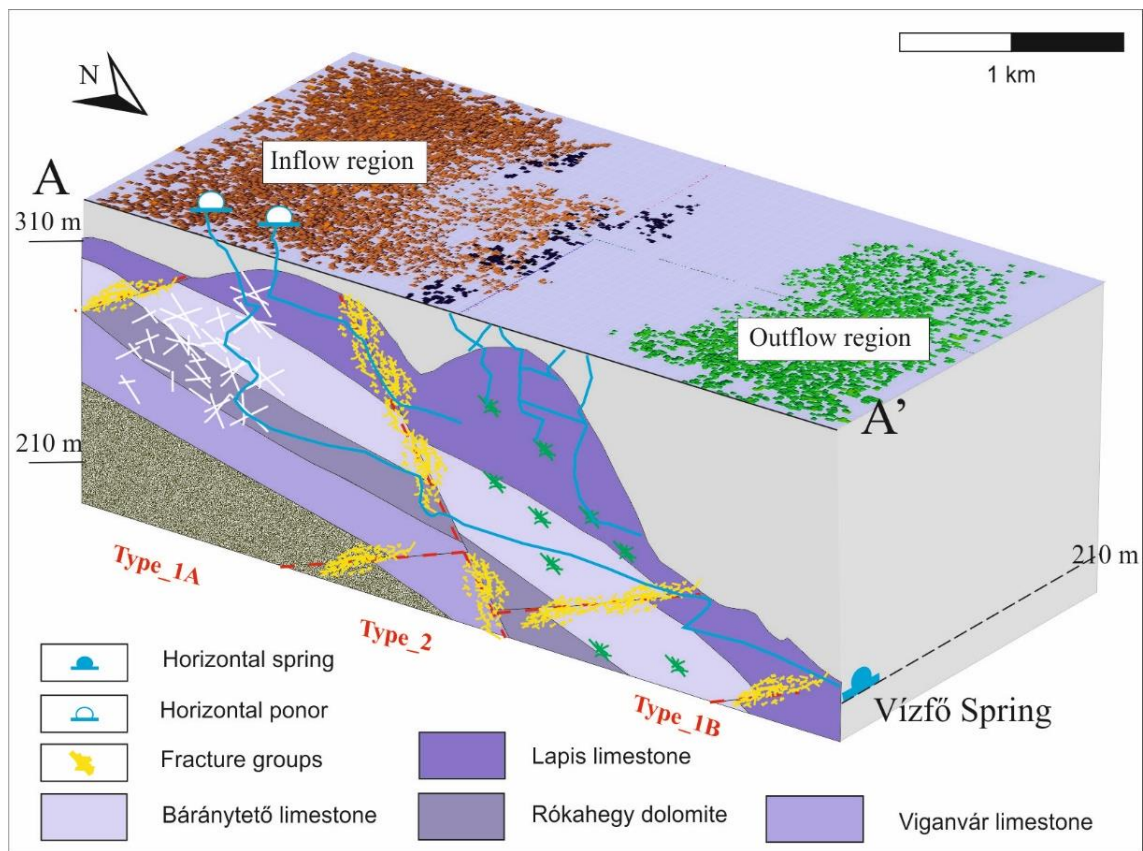 N
1 km
Inflow region
A
310 m
Outflow region
A’
210 m
210 m
Type_1A
Type_2
Type_1B
Vízfő Spring
Horizontal spring
Horizontal ponor
Fracture groups
Lapis limestone
Báránytető limestone
Rókahegy dolomite
Viganvár limestone